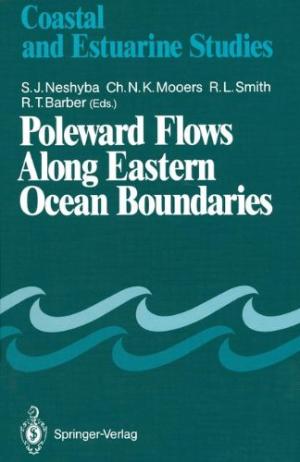 Coastal
and Estuarine Studies
S. J. Neshyba Ch. N. K. Mooers R. L. Smith
R. T. Barber (Eds.)
Poleward Flows
Along Eastern
Ocean Boundaries
Springer-Verlag